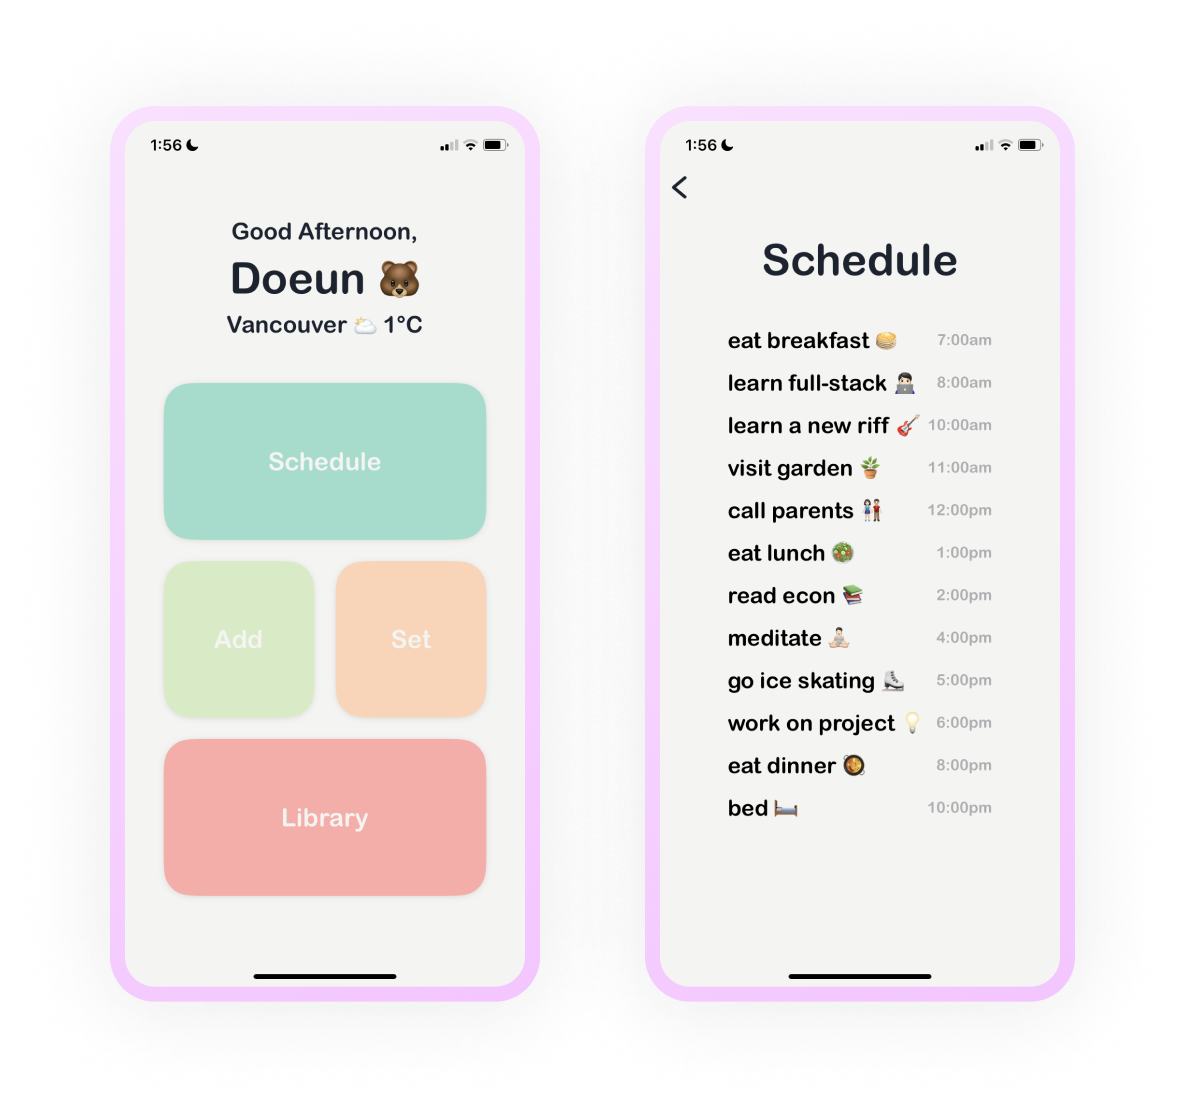 1:56
Good Afternoon,
Doeun 🐻
Vancouver 🌥️ 1°C
Schedule
Add
Set
Library
1:56
Schedule
eat breakfast 🥞 7:00am
learn full-stack 🧑🏻‍💻 8:00am
learn a new riff 🎸 10:00am
visit garden 🪴 11:00am
call parents 👫🏻 12:00pm
eat lunch 🥗 1:00pm
read econ 📚 2:00pm
meditate 🧘🏻 4:00pm
go ice skating ⛸️ 5:00pm
work on project 💡 6:00pm
eat dinner 🥘 8:00pm
bed 🛏️ 10:00pm